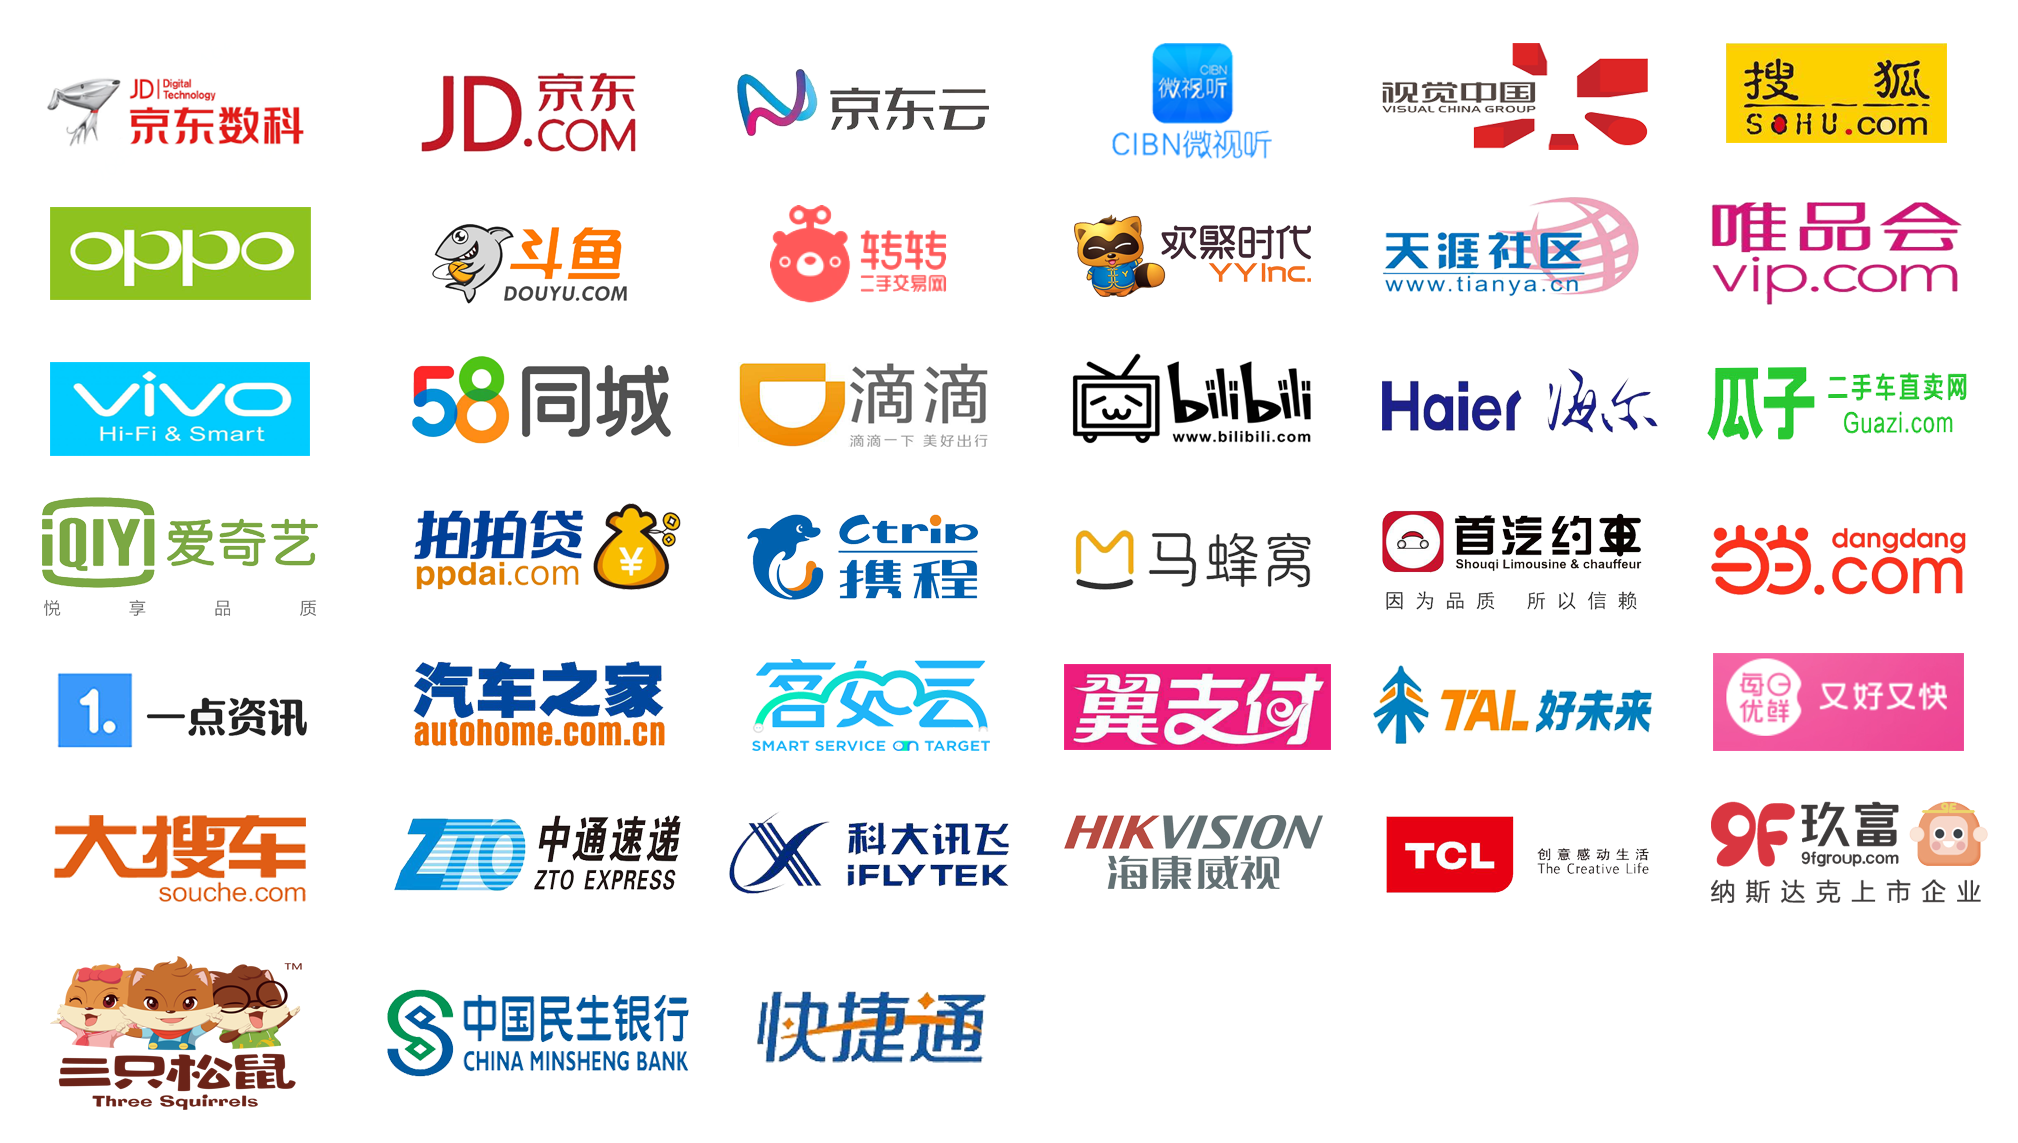 JD Digital Technology
京东数科
JD.COM 京东
京东云
CIBN
微视听
CIBN微视听
视觉中国
VISUAL CHINA GROUP
搜狐
SOHU.com
oppo
斗鱼
DOUYU.COM
转转
二手交易网
欢聚时代
YY Inc.
天涯社区
www.tianya.cn
唯品会
vip.com
vivo
Hi-Fi & Smart
58同城
滴滴
滴滴一下 美好出行
bilibili
www.bilibili.com
Haier 海尔
瓜子 二手车直卖网
Guazi.com
iQIYI 爱奇艺
悦享品质
拍拍贷
ppdai.com
¥
Ctrip
携程
马蜂窝
首汽约车
Shouqi Limousine & chauffeur
因为品质 所以信赖
当当
dangdang
.com
1.
一点资讯
汽车之家
autohome.com.cn
客如云
SMART SERVICE on TARGET
翼支付
TAL 好未来
每日优鲜
又好又快
大搜车
souche.com
ZTO 中通速递
ZTO EXPRESS
科大讯飞
iFLYTEK
HIKVISION
海康威视
TCL
创意感动生活
The Creative Life
9F 玖富
9fgroup.com
9F
纳斯达克上市企业
TM
三只松鼠
Three Squirrels
中国民生银行
CHINA MINSHENG BANK
快捷通